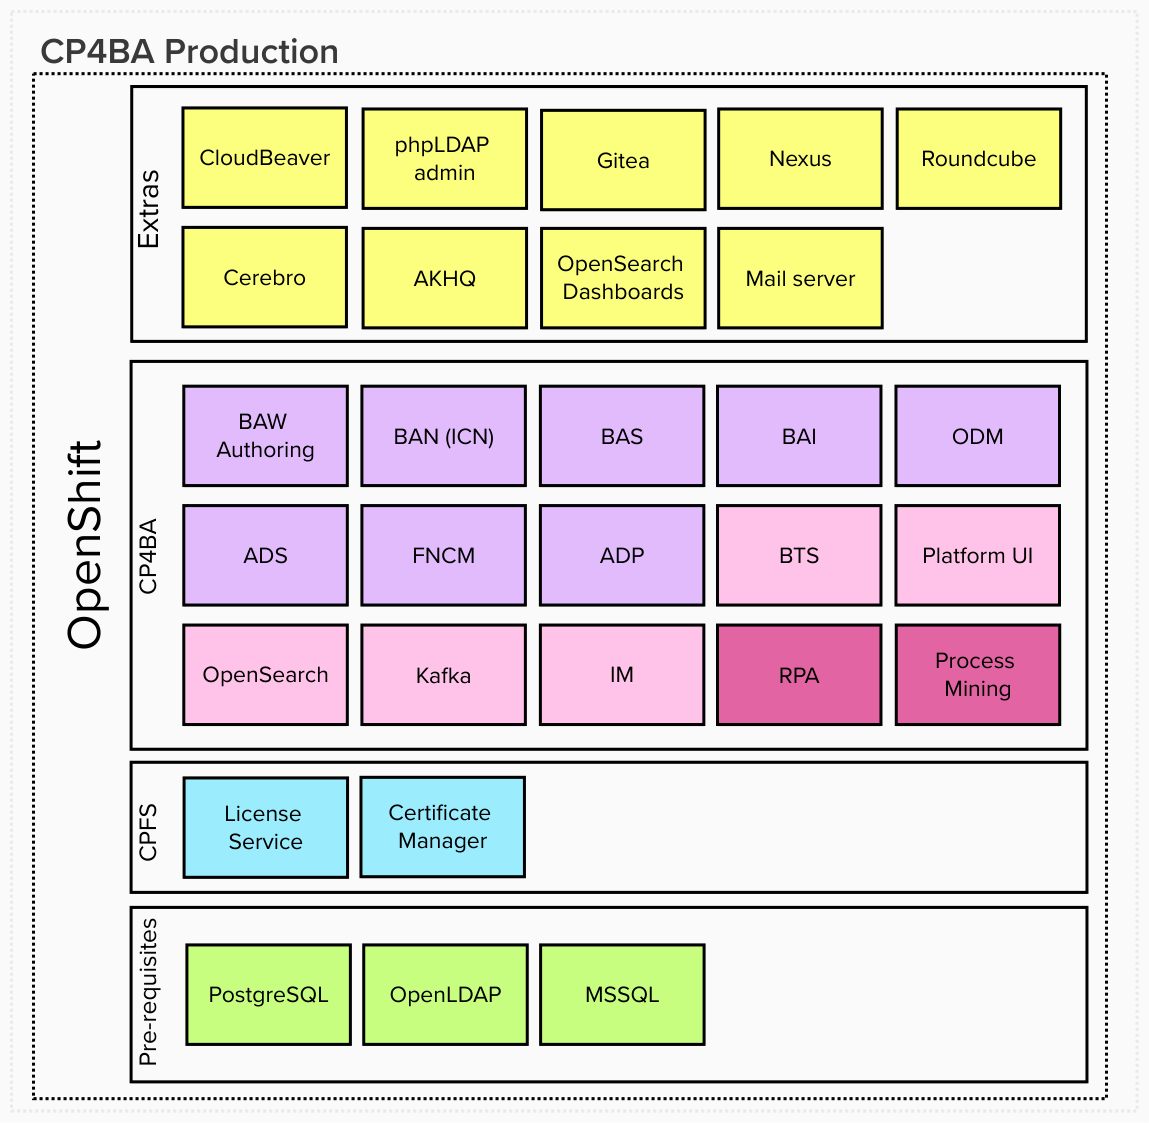 CP4BA Production
OpenShift
Extras
CloudBeaver
phpLDAP
admin
Gitea
Nexus
Roundcube
Cerebro
AKHQ
OpenSearch
Dashboards
Mail server
CP4BA
BAW
Authoring
BAN (ICN)
BAS
BAI
ODM
ADS
FNCM
ADP
BTS
Platform UI
OpenSearch
Kafka
IM
RPA
Process
Mining
CPFS
License
Service
Certificate
Manager
Pre-requisites
PostgreSQL
OpenLDAP
MSSQL